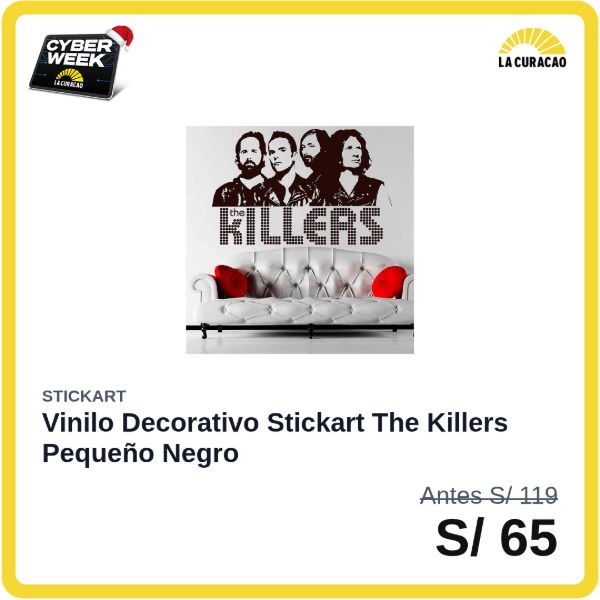 CYBER
WEEK
LA CURACAO
LA CURACAO
the
KILLERS
STICKART
Vinilo Decorativo Stickart The Killers
Pequeño Negro
Antes S/ 119
S/ 65